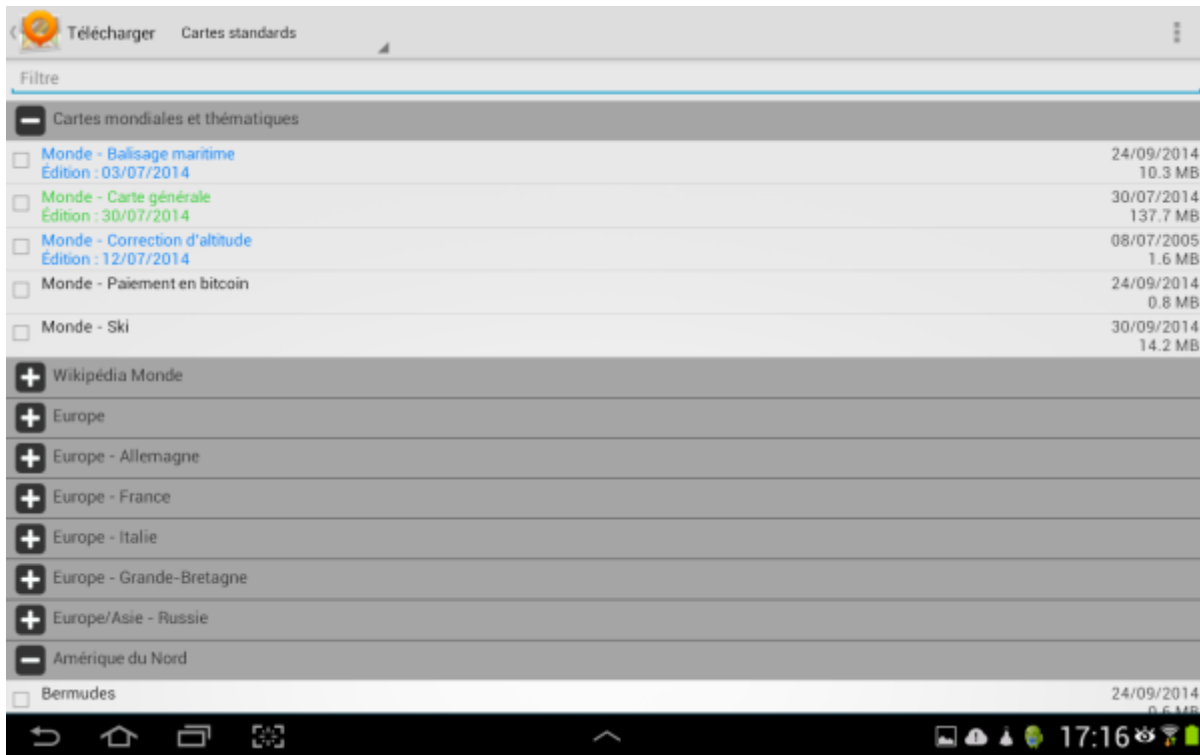 Télécharger Cartes standards
Filtre
Cartes mondiales et thématiques
Monde - Balisage maritime 24/09/2014
Édition : 03/07/2014 10.3 MB
Monde - Carte générale 30/07/2014
Édition : 30/07/2014 137.7 MB
Monde - Correction d'altitude 08/07/2005
Édition : 12/07/2014 1.6 MB
Monde - Paiement en bitcoin 24/09/2014
0.8 MB
Monde - Ski 30/09/2014
14.2 MB
Wikipédia Monde
Europe
Europe - Allemagne
Europe - France
Europe - Italie
Europe - Grande-Bretagne
Europe/Asie - Russie
Amérique du Nord
Bermudes 24/09/2014
0.6 MB
17:16